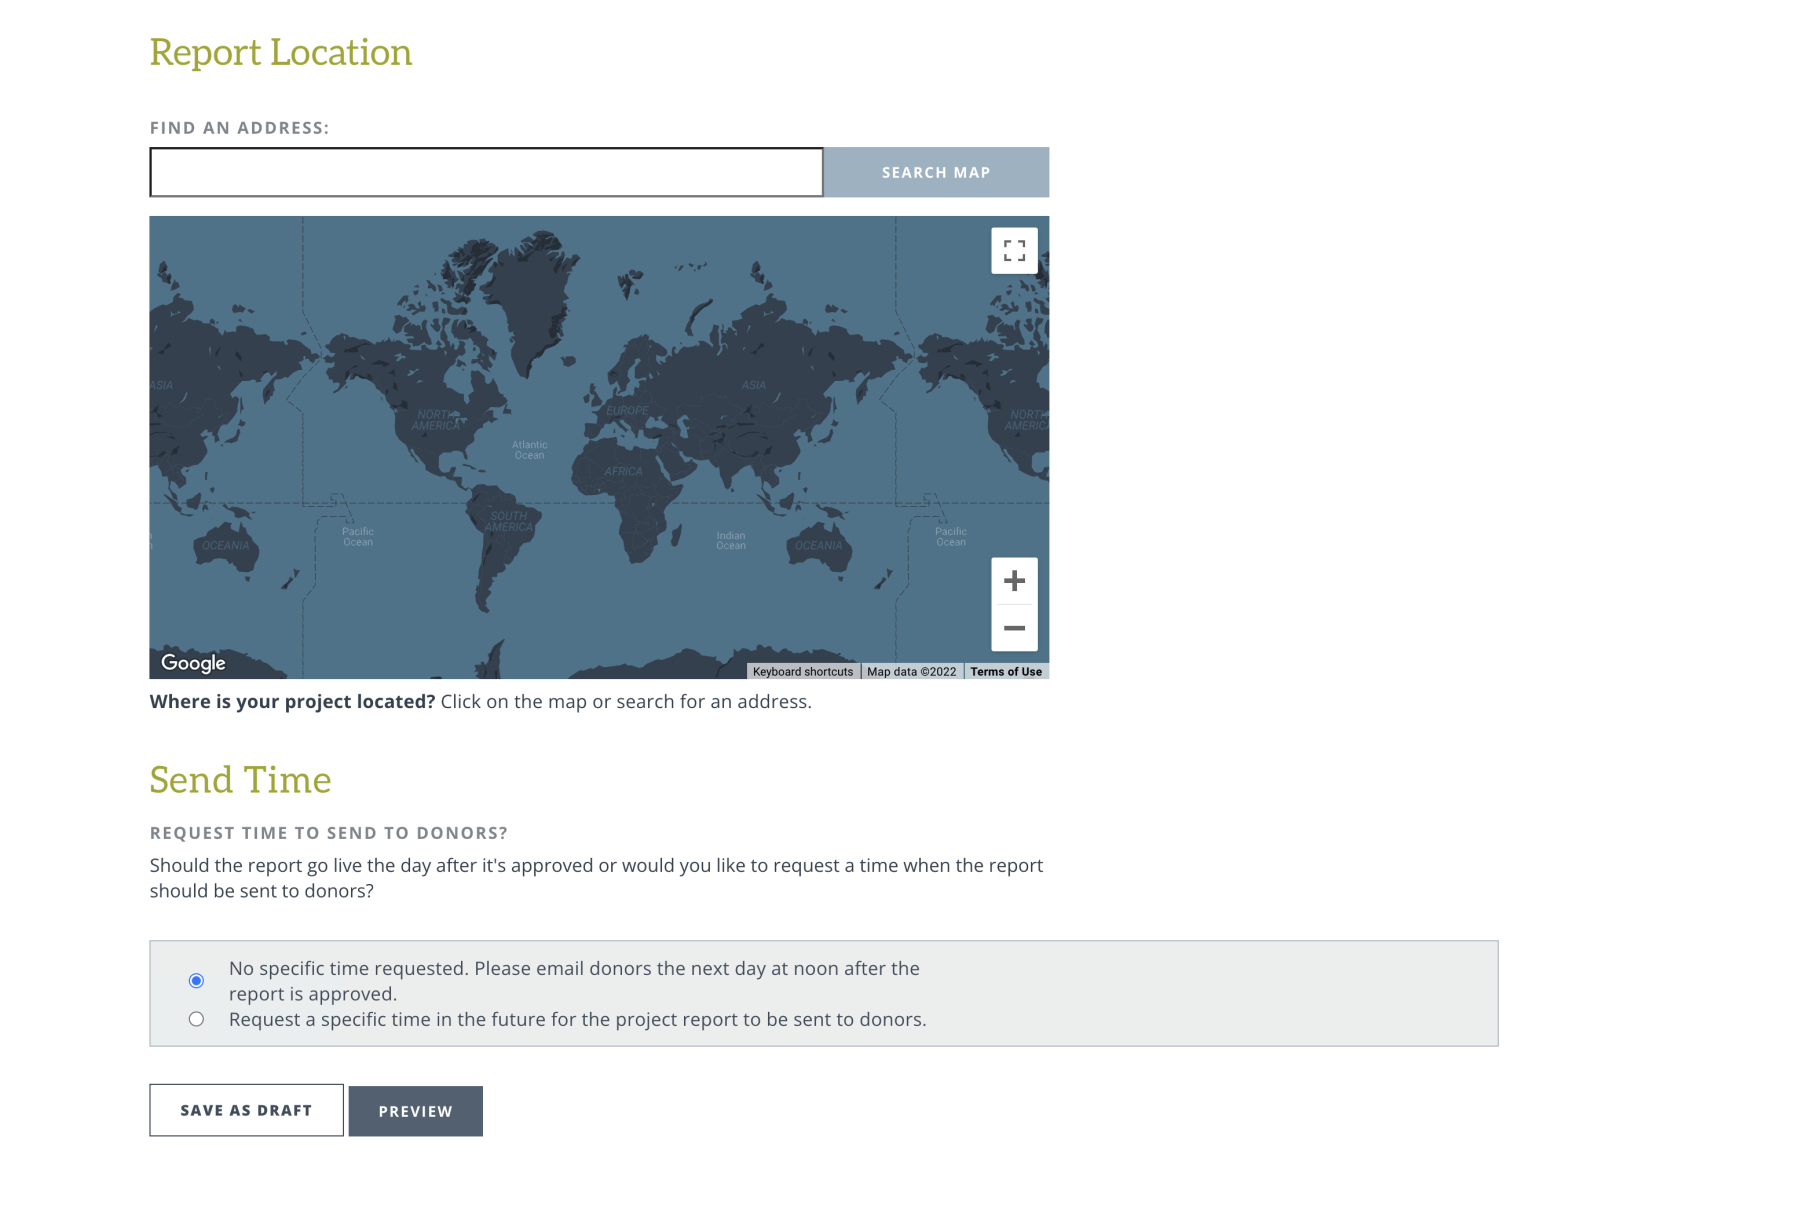 Report Location
FIND AN ADDRESS:
SEARCH MAP
ASIA
NORTH
AMERICA
Atlantic
Ocean
EUROPE
AFRICA
ASIA
NORTH
AMERICA
SOUTH
AMERICA
OCEANIA
Pacific
Ocean
Indian
Ocean
OCEANIA
Pacific
Ocean
Google
Keyboard shortcuts
Map data ©2022
Terms of Use
Where is your project located? Click on the map or search for an address.
Send Time
REQUEST TIME TO SEND TO DONORS?
Should the report go live the day after it's approved or would you like to request a time when the report
should be sent to donors?
No specific time requested. Please email donors the next day at noon after the
report is approved.
Request a specific time in the future for the project report to be sent to donors.
SAVE AS DRAFT
PREVIEW